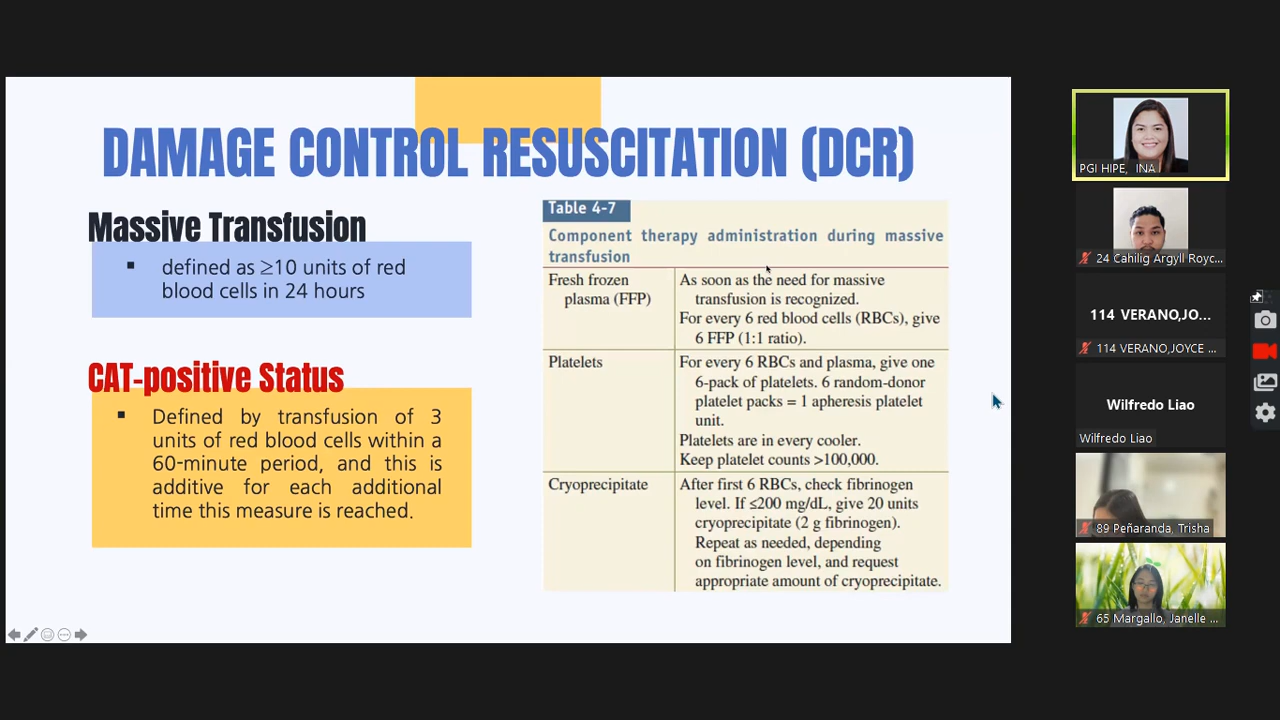 DAMAGE CONTROL RESUSCITATION (DCR)
Massive Transfusion
▪ defined as ≥10 units of red
blood cells in 24 hours
CAT-positive Status
▪ Defined by transfusion of 3
units of red blood cells within a
60-minute period, and this is
additive for each additional
time this measure is reached.
Table 4-7
Component therapy administration during massive
transfusion
Fresh frozen
plasma (FFP)
As soon as the need for massive
transfusion is recognized.
For every 6 red blood cells (RBCs), give
6 FFP (1:1 ratio).
Platelets
For every 6 RBCs and plasma, give one
6-pack of platelets. 6 random-donor
platelet packs = 1 apheresis platelet
unit.
Platelets are in every cooler.
Keep platelet counts >100,000.
Cryoprecipitate
After first 6 RBCs, check fibrinogen
level. If ≤200 mg/dL, give 20 units
cryoprecipitate (2 g fibrinogen).
Repeat as needed, depending
on fibrinogen level, and request
appropriate amount of cryoprecipitate.
PGI HIPE, INA
24 Cahilig Argyll Royc...
114 VERANO,JO...
114 VERANO,JOYCE ...
Wilfredo Liao
Wilfredo Liao
89 Peñaranda, Trisha
65 Margallo, Janelle ...